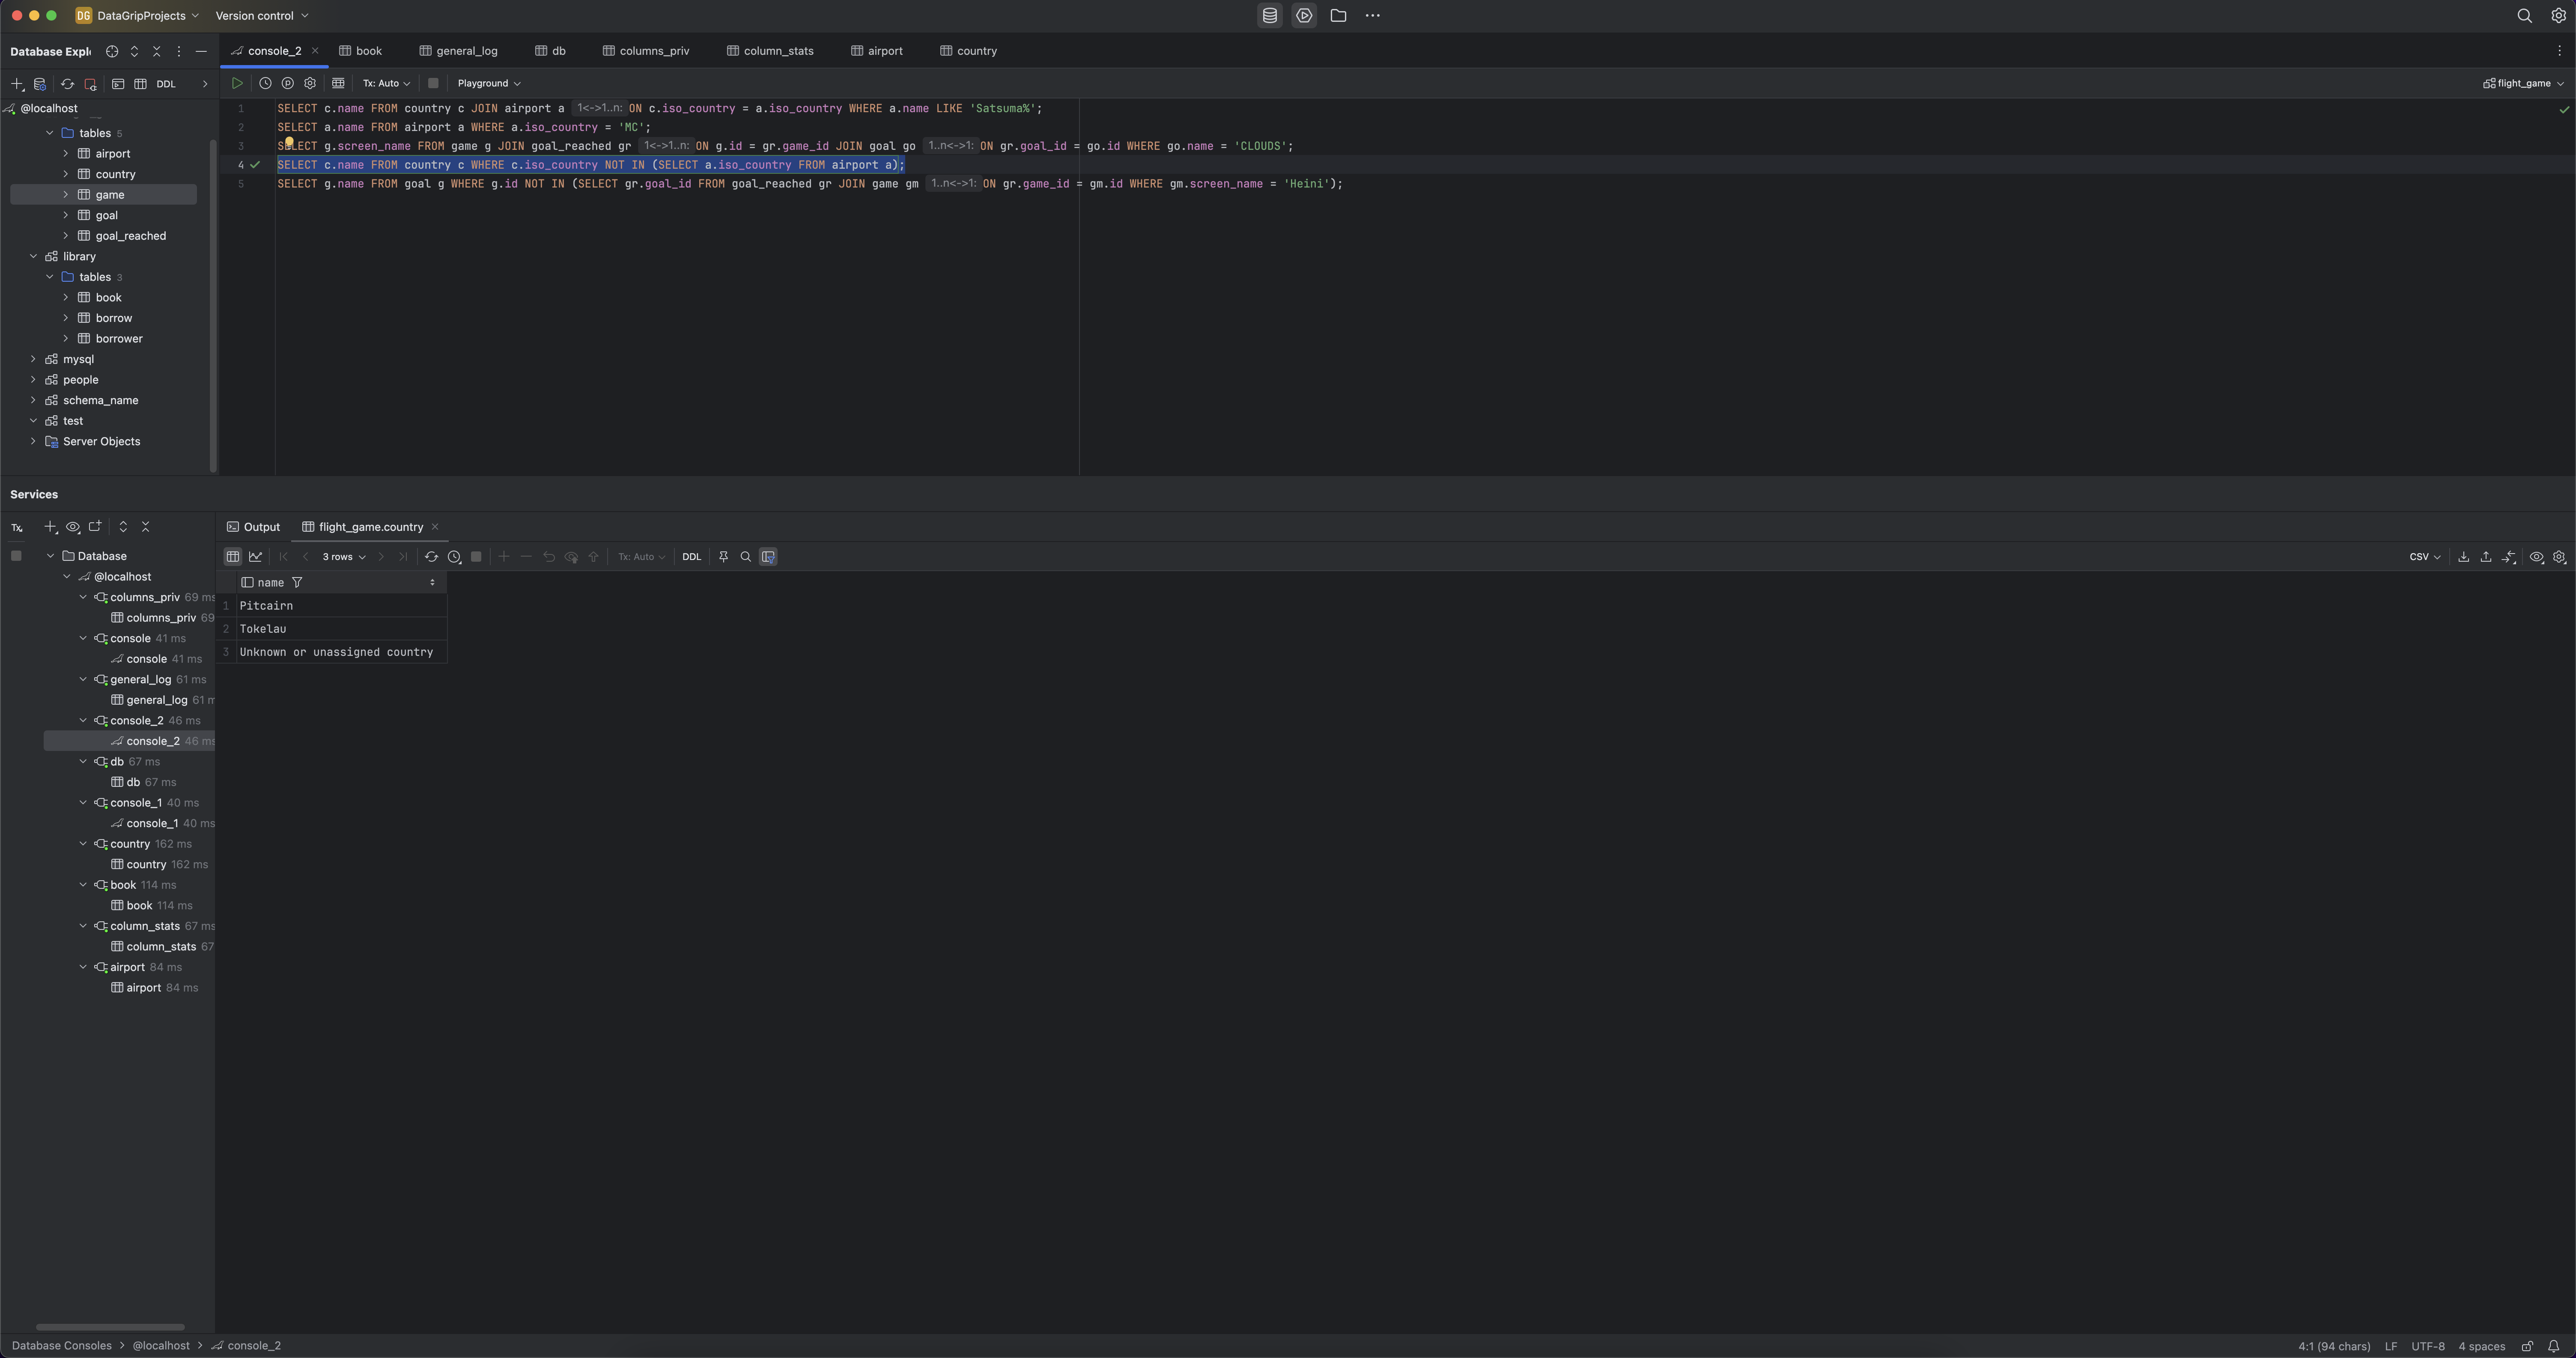 DG DataGripProjects Version control
Database Explo
console_2 book general_log db columns_priv column_stats airport country
DDL
Tx: Auto Playground flight_game
@localhost
tables 5
airport
country
game
goal
goal_reached
library
tables 3
book
borrow
borrower
mysql
people
schema_name
test
Server Objects
1 SELECT c.name FROM country c JOIN airport a 1<->1..n: ON c.iso_country = a.iso_country WHERE a.name LIKE 'Satsuma%';
2 SELECT a.name FROM airport a WHERE a.iso_country = 'MC';
3 SELECT g.screen_name FROM game g JOIN goal_reached gr 1<->1..n: ON g.id = gr.game_id JOIN goal go 1..n<->1: ON gr.goal_id = go.id WHERE go.name = 'CLOUDS';
4 SELECT c.name FROM country c WHERE c.iso_country NOT IN (SELECT a.iso_country FROM airport a);
5 SELECT g.name FROM goal g WHERE g.id NOT IN (SELECT gr.goal_id FROM goal_reached gr JOIN game gm 1..n<->1: ON gr.game_id = gm.id WHERE gm.screen_name = 'Heini');
Services
Tx
Database
@localhost
columns_priv 69 ms
columns_priv 69
console 41 ms
console 41 ms
general_log 61 ms
general_log 61 m
console_2 46 ms
console_2 46 ms
db 67 ms
db 67 ms
console_1 40 ms
console_1 40 ms
country 162 ms
country 162 ms
book 114 ms
book 114 ms
column_stats 67 ms
column_stats 67
airport 84 ms
airport 84 ms
Output flight_game.country
3 rows Tx: Auto DDL CSV
name
1 Pitcairn
2 Tokelau
3 Unknown or unassigned country
Database Consoles > @localhost > console_2
4:1 (94 chars) LF UTF-8 4 spaces